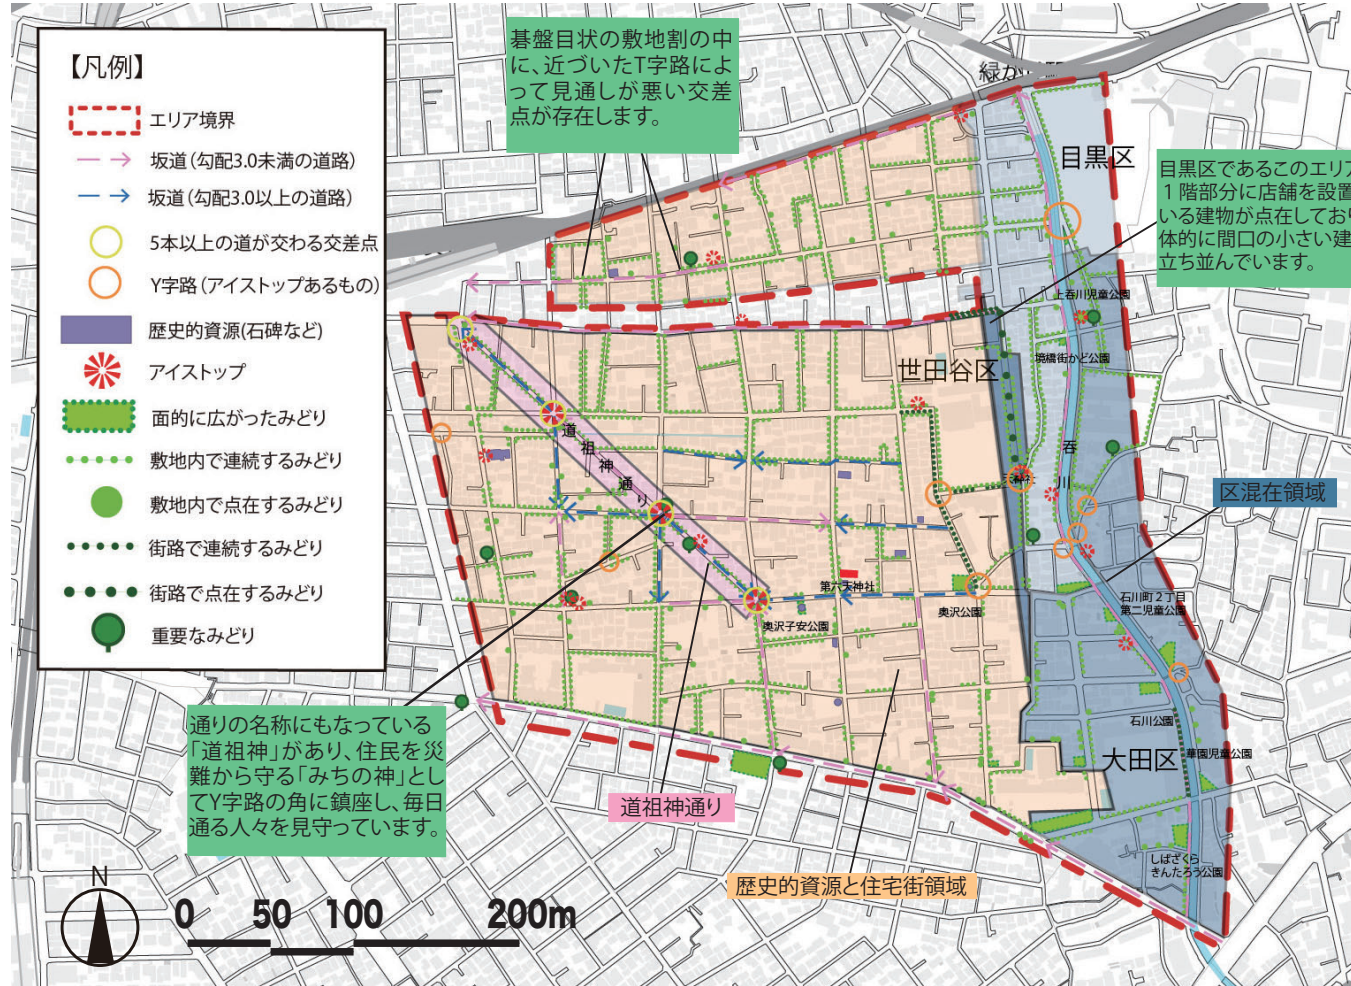 【凡例】
エリア境界
坂道(勾配3.0未満の道路)
坂道(勾配3.0以上の道路)
5本以上の道が交わる交差点
Y字路(アイストップあるもの)
歴史的資源(石碑など)
アイストップ
面的に広がったみどり
敷地内で連続するみどり
敷地内で点在するみどり
街路で連続するみどり
街路で点在するみどり
重要なみどり
碁盤目状の敷地割の中
に、近づいたT字路によ
って見通しが悪い交差
点が存在します。
緑が
目黒区
目黒区であるこのエリア
1階部分に店舗を設置
いる建物が点在しており
体的に間口の小さい建
立ち並んでいます。
上呑川児童公園
境橋街かど公園
世田谷区
道祖神通り
呑川
天神社
区混在領域
第六天神社
奥沢子安公園
奥沢公園
石川町2丁目
第二児童公園
石川公園
華園児童公園
大田区
しばざくら
きんたろう公園
通りの名称にもなっている
「道祖神」があり、住民を災
難から守る「みちの神」とし
てY字路の角に鎮座し、毎日
通る人々を見守っています。
道祖神通り
歴史的資源と住宅街領域
N
0 50 100 200m